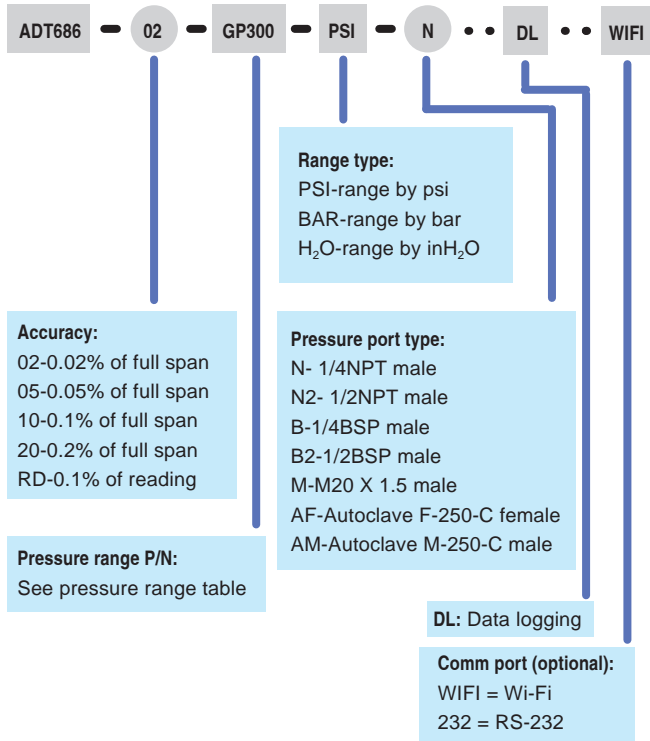 ADT686 – 02 – GP300 – PSI – N •• DL •• WIFI
Range type:
PSI-range by psi
BAR-range by bar
H₂O-range by inH₂O
Accuracy:
02-0.02% of full span
05-0.05% of full span
10-0.1% of full span
20-0.2% of full span
RD-0.1% of reading
Pressure port type:
N- 1/4NPT male
N2- 1/2NPT male
B-1/4BSP male
B2-1/2BSP male
M-M20 X 1.5 male
AF-Autoclave F-250-C female
AM-Autoclave M-250-C male
Pressure range P/N:
See pressure range table
DL: Data logging
Comm port (optional):
WIFI = Wi-Fi
232 = RS-232